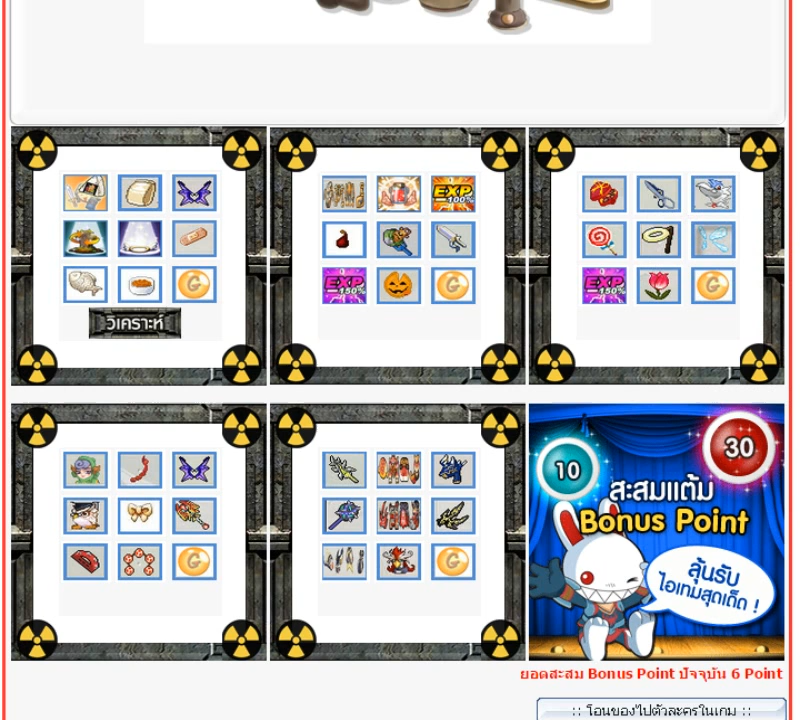 EXP
100%
EXP
150%
EXP
150%
วิเคราะห์
10
30
สะสมแต้ม
Bonus Point
ลุ้นรับ
ไอเทมสุดเด็ด !
ยอดสะสม Bonus Point ปัจจุบัน 6 Point
:: โอนของไปตัวละครในเกม ::